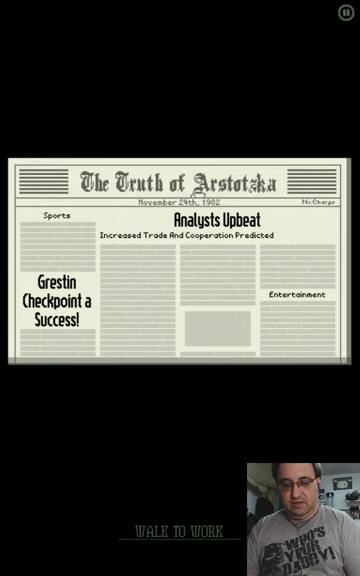 The Truth of Arstotzka
November 24th, 1982
No Charge
Sports
Analysts Upbeat
Increased Trade And Cooperation Predicted
Grestin
Checkpoint a
Success!
Entertainment
WALK TO WORK
WHO'S
YOUR
DADDY!